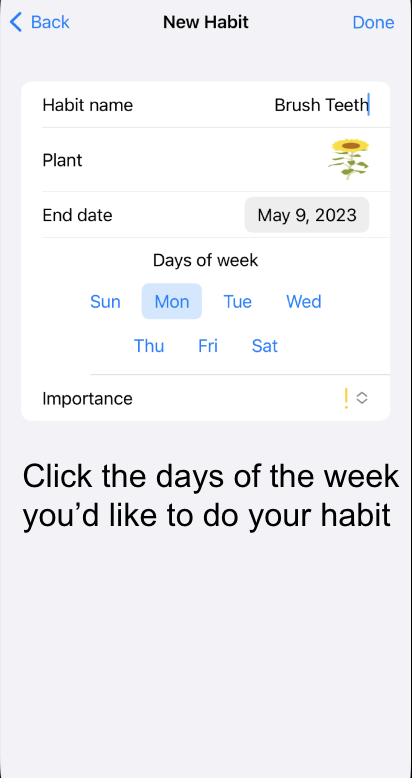 Back New Habit Done
Habit name Brush Teeth
Plant
End date May 9, 2023
Days of week
Sun Mon Tue Wed
Thu Fri Sat
Importance !
Click the days of the week
you’d like to do your habit